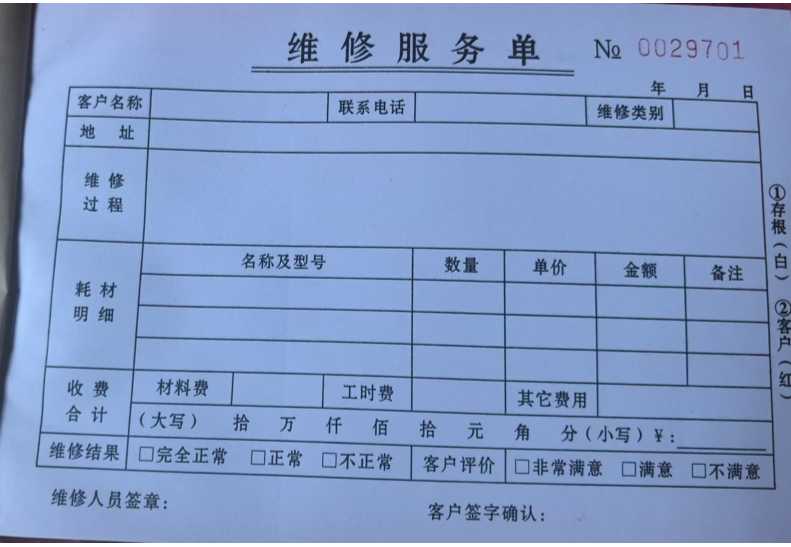 维修服务单 № 0029701
年 月 日
客户名称 联系电话 维修类别
地 址
维修过程
耗材明细 名称及型号 数量 单价 金额 备注
收费合计 材料费 工时费 其它费用
(大写) 拾 万 仟 佰 拾 元 角 分 (小写) ¥:
维修结果 □完全正常 □正常 □不正常 客户评价 □非常满意 □满意 □不满意
维修人员签章: 客户签字确认:
①存根(白) ②客户(红)